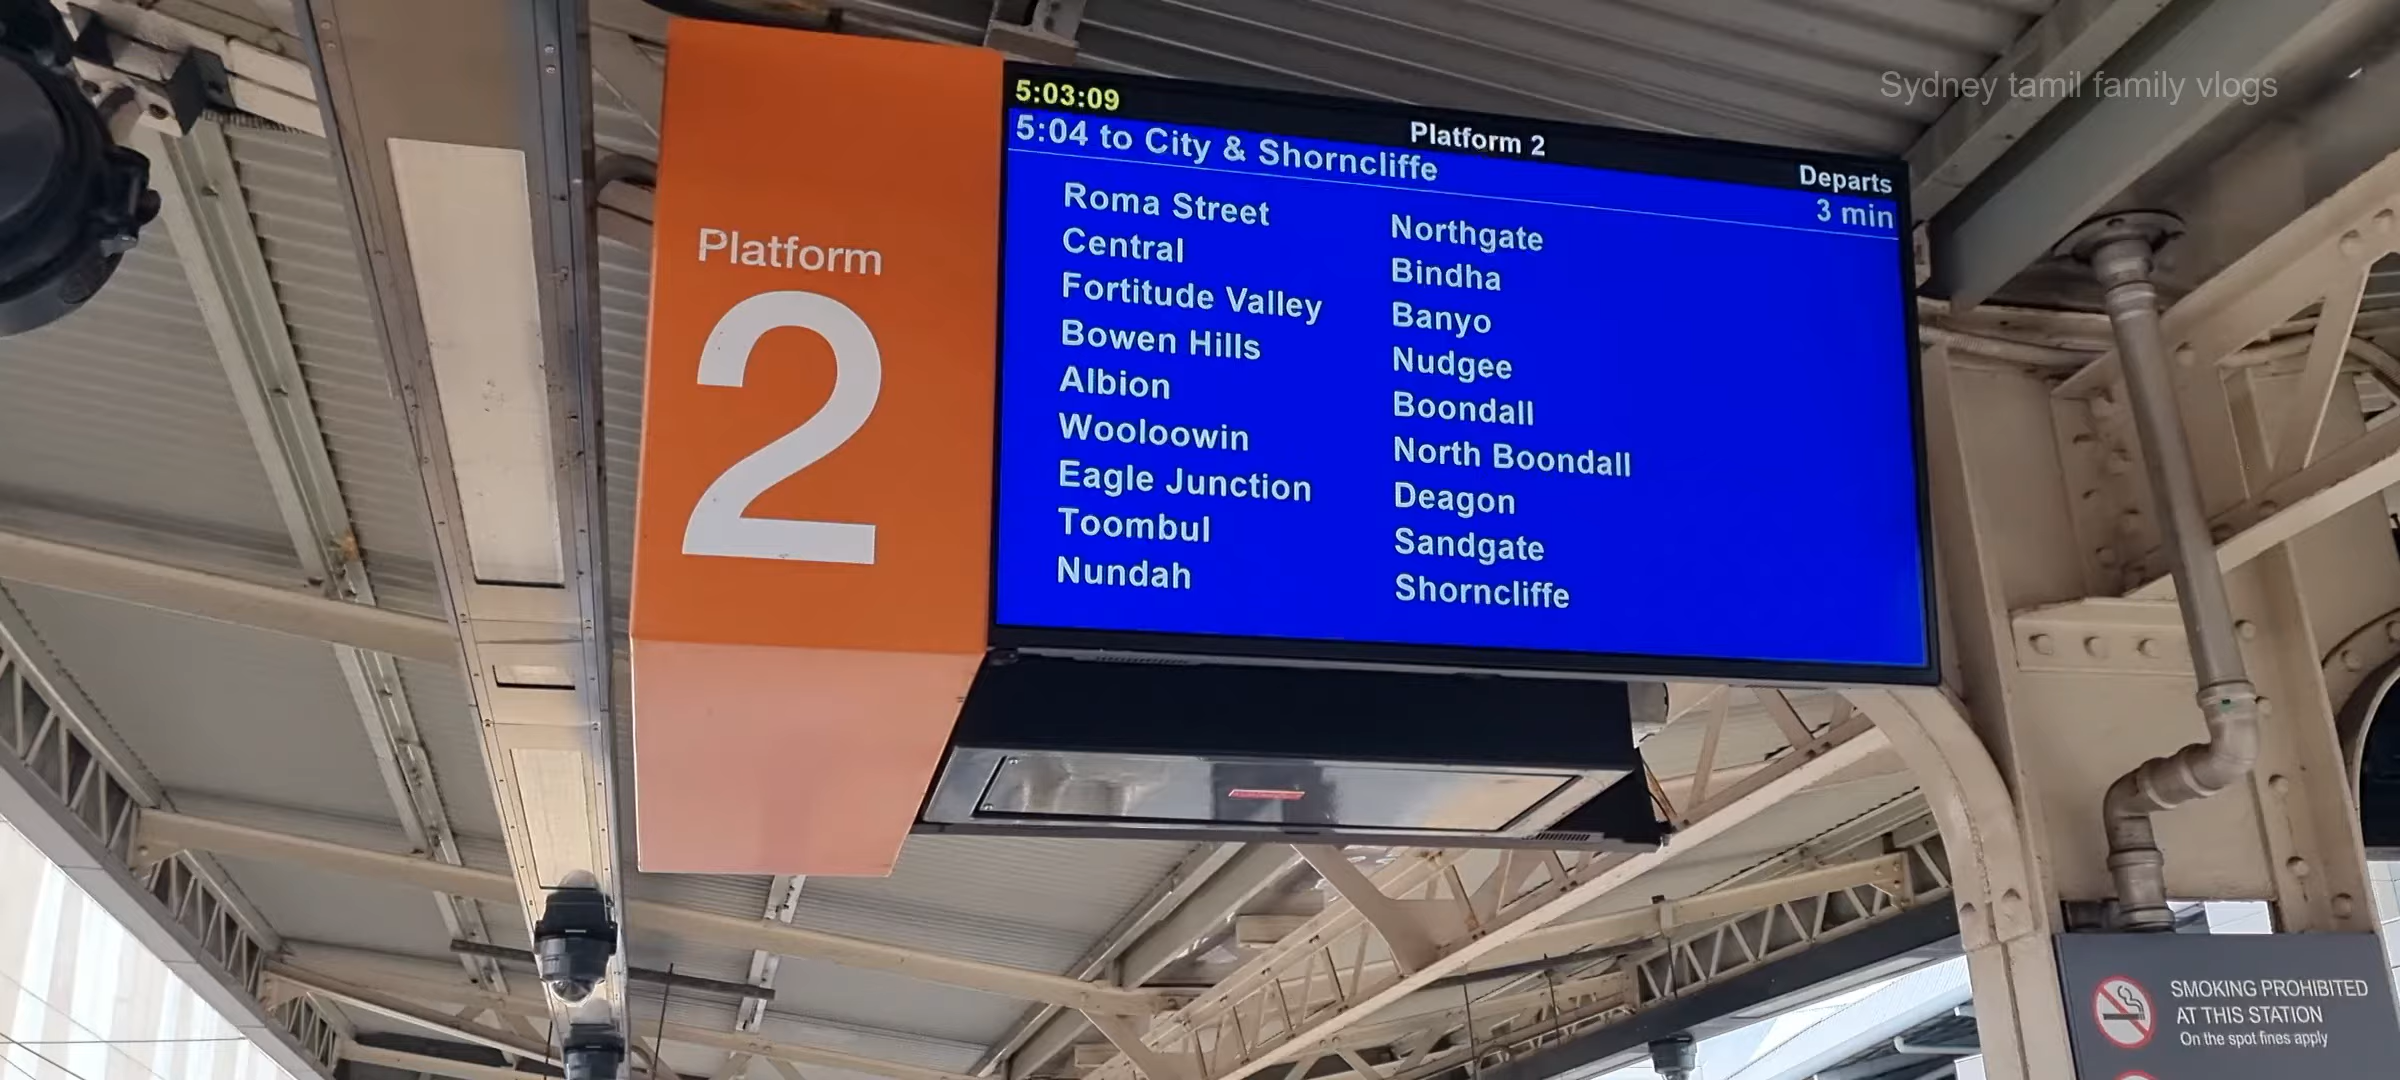 Sydney tamil family vlogs
Platform
2
5:03:09
Platform 2
Departs
5:04 to City & Shorncliffe
3 min
Roma Street
Central
Fortitude Valley
Bowen Hills
Albion
Wooloowin
Eagle Junction
Toombul
Nundah
Northgate
Bindha
Banyo
Nudgee
Boondall
North Boondall
Deagon
Sandgate
Shorncliffe
SMOKING PROHIBITED
AT THIS STATION
On the spot fines apply